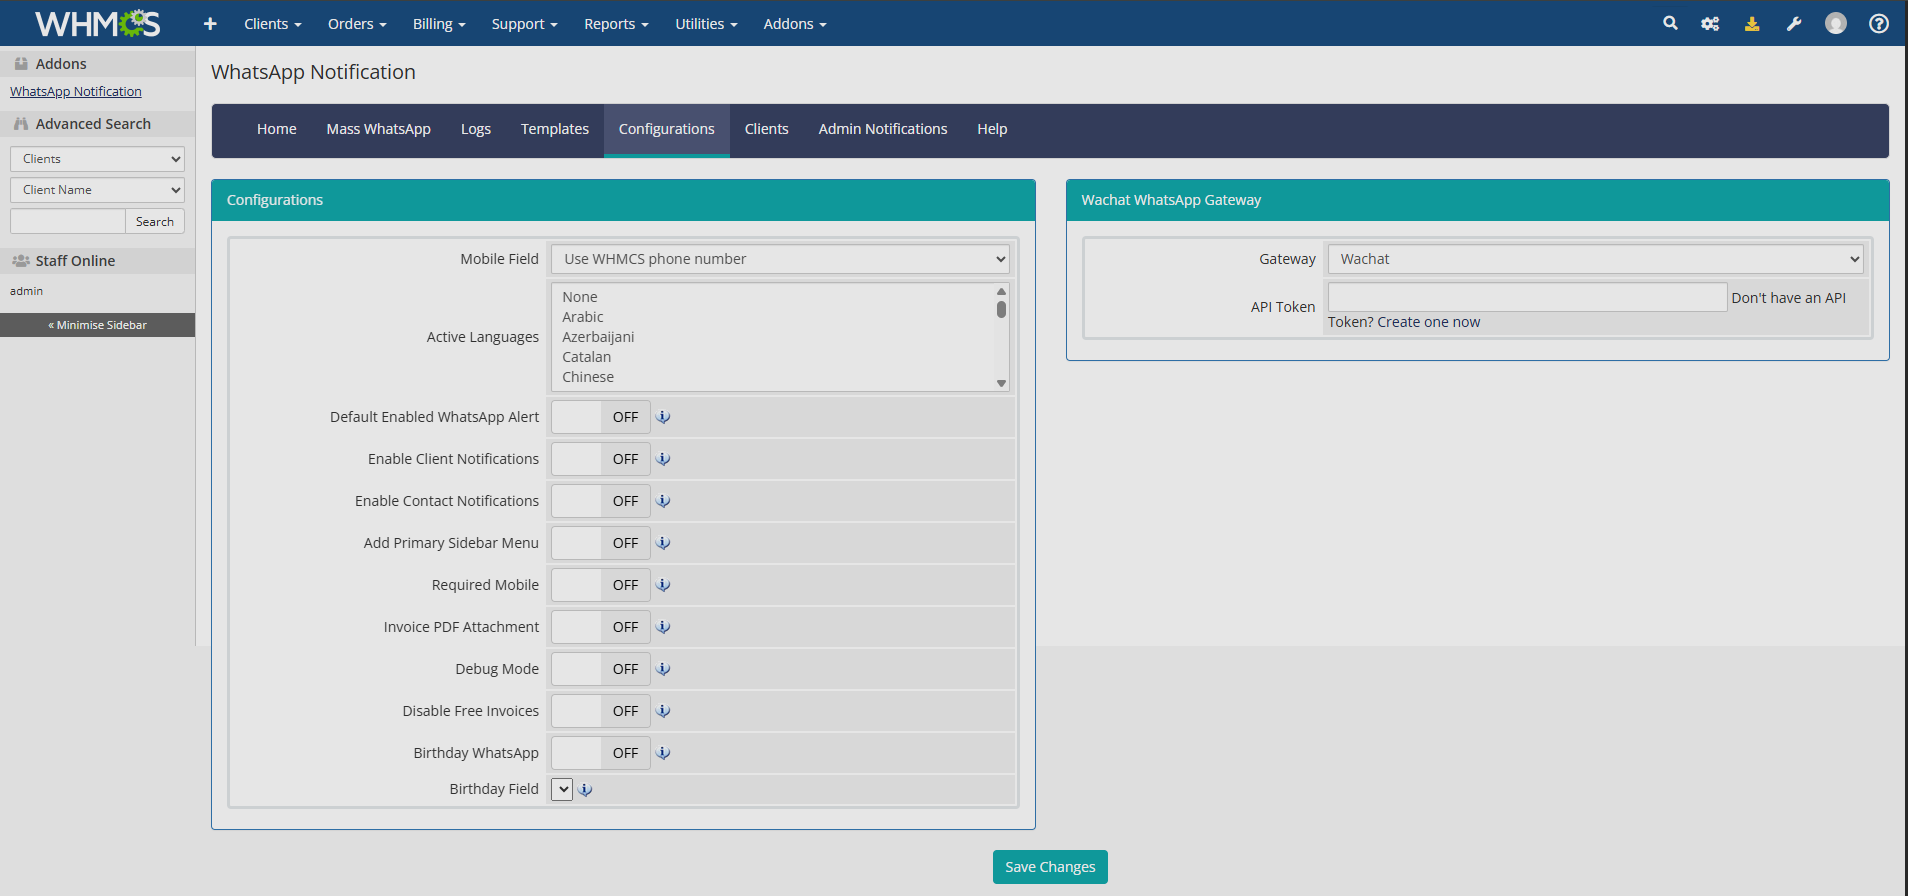 WHMCS
+ Clients Orders Billing Support Reports Utilities Addons
Addons
WhatsApp Notification
Advanced Search
Clients
Client Name
Search
Staff Online
admin
« Minimise Sidebar
WhatsApp Notification
Home Mass WhatsApp Logs Templates Configurations Clients Admin Notifications Help
Configurations
Mobile Field Use WHMCS phone number
Active Languages
None
Arabic
Azerbaijani
Catalan
Chinese
Default Enabled WhatsApp Alert OFF
Enable Client Notifications OFF
Enable Contact Notifications OFF
Add Primary Sidebar Menu OFF
Required Mobile OFF
Invoice PDF Attachment OFF
Debug Mode OFF
Disable Free Invoices OFF
Birthday WhatsApp OFF
Birthday Field
Wachat WhatsApp Gateway
Gateway Wachat
API Token Don't have an API
Token? Create one now
Save Changes